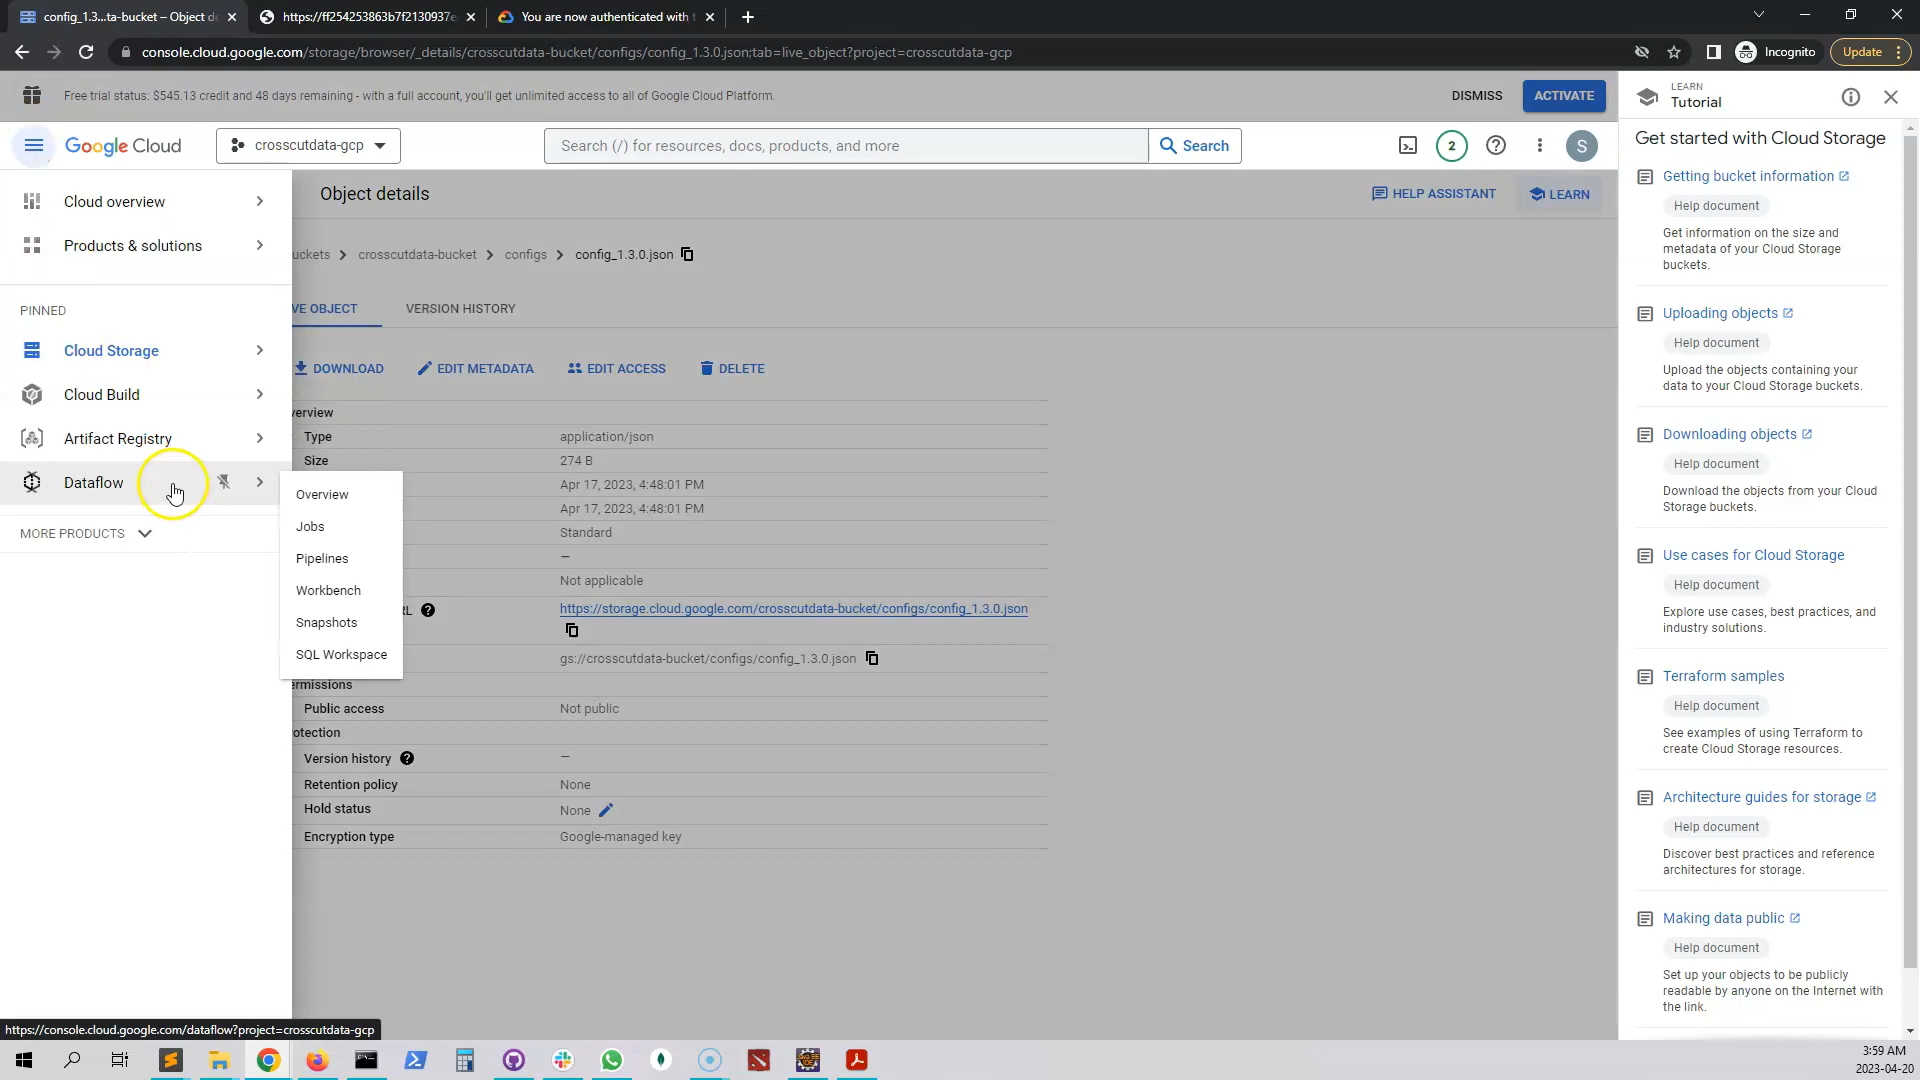 config_1.3...ta-bucket – Object d
https://ff254253863b7f2130937e
You are now authenticated with
console.cloud.google.com/storage/browser/_details/crosscutdata-bucket/configs/config_1.3.0.json;tab=live_object?project=crosscutdata-gcp
Incognito
Update
Free trial status: $545.13 credit and 48 days remaining - with a full account, you'll get unlimited access to all of Google Cloud Platform.
DISMISS
ACTIVATE
Google Cloud
crosscutdata-gcp
Search (/) for resources, docs, products, and more
Search
2
S
Cloud overview
Products & solutions
PINNED
Cloud Storage
Cloud Build
Artifact Registry
Dataflow
MORE PRODUCTS
Overview
Jobs
Pipelines
Workbench
Snapshots
SQL Workspace
Object details
HELP ASSISTANT
LEARN
uckets > crosscutdata-bucket > configs > config_1.3.0.json
VE OBJECT
VERSION HISTORY
DOWNLOAD
EDIT METADATA
EDIT ACCESS
DELETE
verview
Type application/json
Size 274 B
Apr 17, 2023, 4:48:01 PM
Apr 17, 2023, 4:48:01 PM
Standard
—
Not applicable
RL https://storage.cloud.google.com/crosscutdata-bucket/configs/config_1.3.0.json
gs://crosscutdata-bucket/configs/config_1.3.0.json
ermissions
Public access Not public
otection
Version history —
Retention policy None
Hold status None
Encryption type Google-managed key
LEARN
Tutorial
Get started with Cloud Storage
Getting bucket information
Help document
Get information on the size and
metadata of your Cloud Storage
buckets.
Uploading objects
Help document
Upload the objects containing your
data to your Cloud Storage buckets.
Downloading objects
Help document
Download the objects from your Cloud
Storage buckets.
Use cases for Cloud Storage
Help document
Explore use cases, best practices, and
industry solutions.
Terraform samples
Help document
See examples of using Terraform to
create Cloud Storage resources.
Architecture guides for storage
Help document
Discover best practices and reference
architectures for storage.
Making data public
Help document
Set up your objects to be publicly
readable by anyone on the Internet with
the link.
https://console.cloud.google.com/dataflow?project=crosscutdata-gcp
3:59 AM
2023-04-20